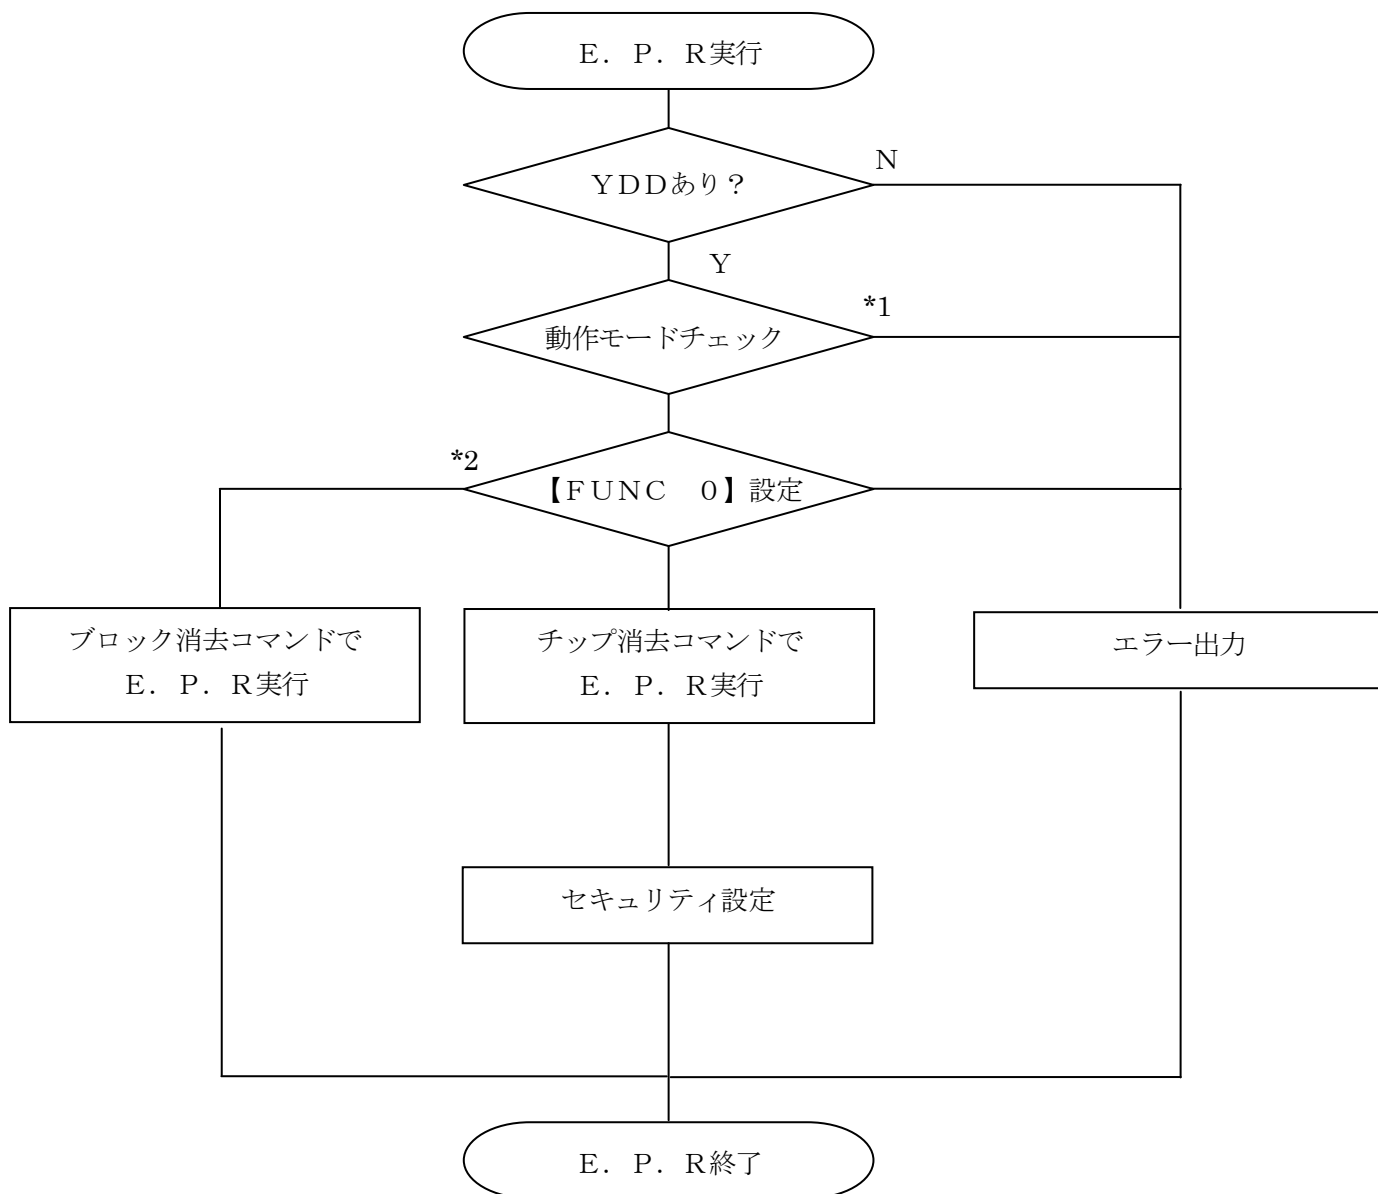 Ｅ．Ｐ．Ｒ実行
ＹＤＤあり？
Ｎ
Ｙ
動作モードチェック
*1
*2
【ＦＵＮＣ　０】設定
ブロック消去コマンドで
Ｅ．Ｐ．Ｒ実行
チップ消去コマンドで
Ｅ．Ｐ．Ｒ実行
エラー出力
セキュリティ設定
Ｅ．Ｐ．Ｒ終了